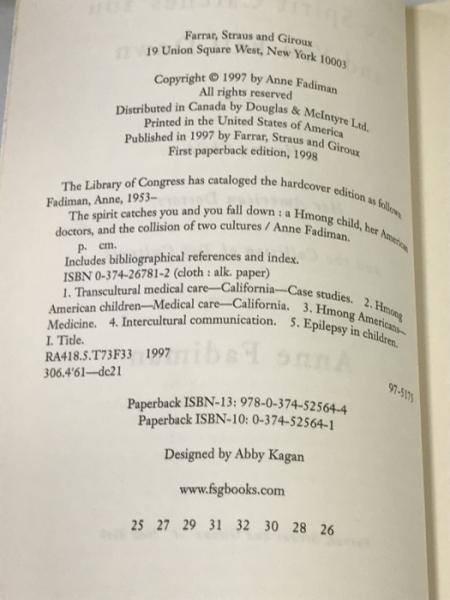 Farrar, Straus and Giroux
19 Union Square West, New York 10003
Copyright © 1997 by Anne Fadiman
All rights reserved
Distributed in Canada by Douglas & McIntyre Ltd.
Printed in the United States of America
Published in 1997 by Farrar, Straus and Giroux
First paperback edition, 1998
The Library of Congress has cataloged the hardcover edition as follows
Fadiman, Anne, 1953–
The spirit catches you and you fall down : a Hmong child, her American
doctors, and the collision of two cultures / Anne Fadiman.
p. cm.
Includes bibliographical references and index.
ISBN 0-374-26781-2 (cloth : alk. paper)
1. Transcultural medical care—California—Case studies. 2. Hmong
American children—Medical care—California. 3. Hmong Americans—
Medicine. 4. Intercultural communication. 5. Epilepsy in children.
I. Title.
RA418.5.T73F33 1997
306.4'61—dc21
97-5175
Paperback ISBN-13: 978-0-374-52564-4
Paperback ISBN-10: 0-374-52564-1
Designed by Abby Kagan
www.fsgbooks.com
25 27 29 31 32 30 28 26